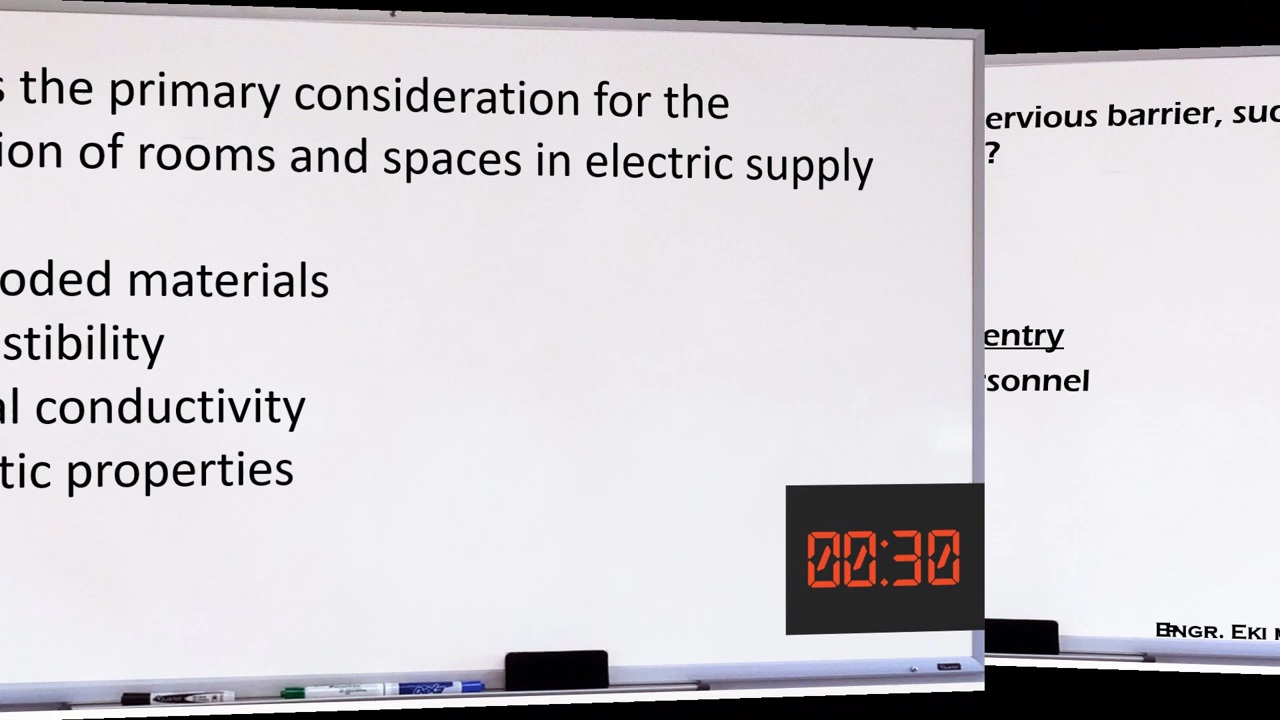 s the primary consideration for the
ion of rooms and spaces in electric supply
oded materials
stibility
al conductivity
tic properties
00:30
ervious barrier, suc
?
entry
rsonnel
Engr. Eki